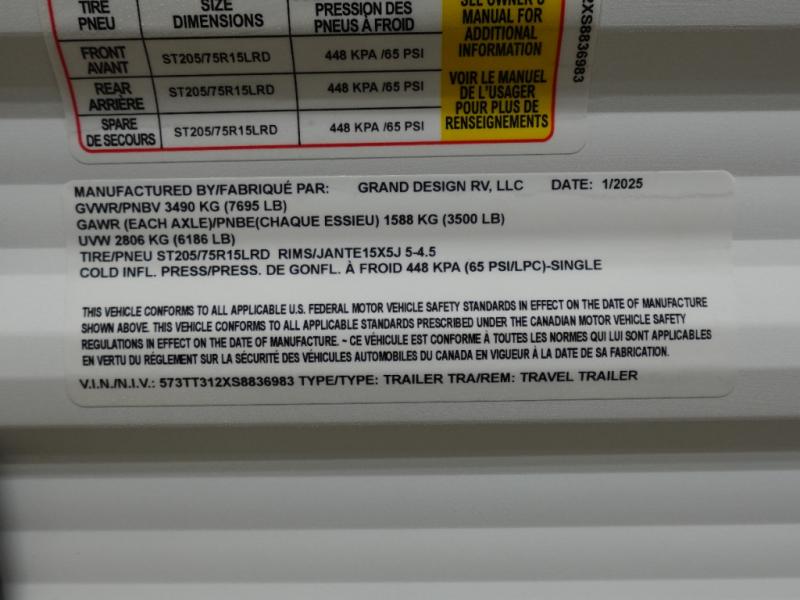 TIRE SIZE PRESSION DES SEE OWNER'S
PNEU DIMENSIONS PNEUS À FROID MANUAL FOR
ADDITIONAL
INFORMATION
FRONT ST205/75R15LRD 448 KPA /65 PSI
AVANT
REAR ST205/75R15LRD 448 KPA /65 PSI VOIR LE MANUEL
ARRIÈRE DE L'USAGER
SPARE ST205/75R15LRD 448 KPA /65 PSI POUR PLUS DE
DE SECOURS RENSEIGNEMENTS
2XS8836983
MANUFACTURED BY/FABRIQUÉ PAR: GRAND DESIGN RV, LLC DATE: 1/2025
GVWR/PNBV 3490 KG (7695 LB)
GAWR (EACH AXLE)/PNBE(CHAQUE ESSIEU) 1588 KG (3500 LB)
UVW 2806 KG (6186 LB)
TIRE/PNEU ST205/75R15LRD RIMS/JANTE15X5J 5-4.5
COLD INFL. PRESS/PRESS. DE GONFL. À FROID 448 KPA (65 PSI/LPC)-SINGLE
THIS VEHICLE CONFORMS TO ALL APPLICABLE U.S. FEDERAL MOTOR VEHICLE SAFETY STANDARDS IN EFFECT ON THE DATE OF MANUFACTURE
SHOWN ABOVE. THIS VEHICLE CONFORMS TO ALL APPLICABLE STANDARDS PRESCRIBED UNDER THE CANADIAN MOTOR VEHICLE SAFETY
REGULATIONS IN EFFECT ON THE DATE OF MANUFACTURE. ~ CE VÉHICULE EST CONFORME À TOUTES LES NORMES QUI LUI SONT APPLICABLES
EN VERTU DU RÉGLEMENT SUR LA SÉCURITÉ DES VÉHICULES AUTOMOBILES DU CANADA EN VIGUEUR À LA DATE DE SA FABRICATION.
V.I.N./N.I.V.: 573TT312XS8836983 TYPE/TYPE: TRAILER TRA/REM: TRAVEL TRAILER